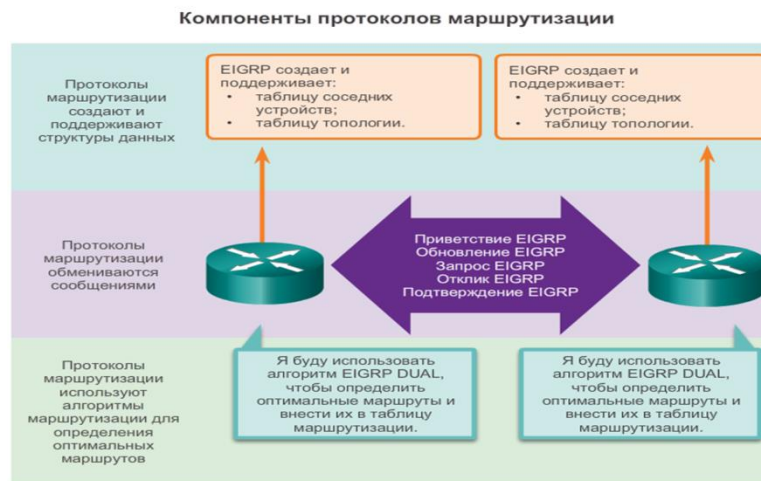 Компоненты протоколов маршрутизации
Протоколы
маршрутизации
создают и
поддерживают
структуры данных
EIGRP создает и
поддерживает:
• таблицу соседних
устройств;
• таблицу топологии.
EIGRP создает и
поддерживает:
• таблицу соседних
устройств;
• таблицу топологии.
Протоколы
маршрутизации
обмениваются
сообщениями
Приветствие EIGRP
Обновление EIGRP
Запрос EIGRP
Отклик EIGRP
Подтверждение EIGRP
Протоколы
маршрутизации
используют
алгоритмы
маршрутизации для
определения
оптимальных
маршрутов
Я буду использовать
алгоритм EIGRP DUAL,
чтобы определить
оптимальные маршруты и
внести их в таблицу
маршрутизации.
Я буду использовать
алгоритм EIGRP DUAL,
чтобы определить
оптимальные маршруты и
внести их в таблицу
маршрутизации.